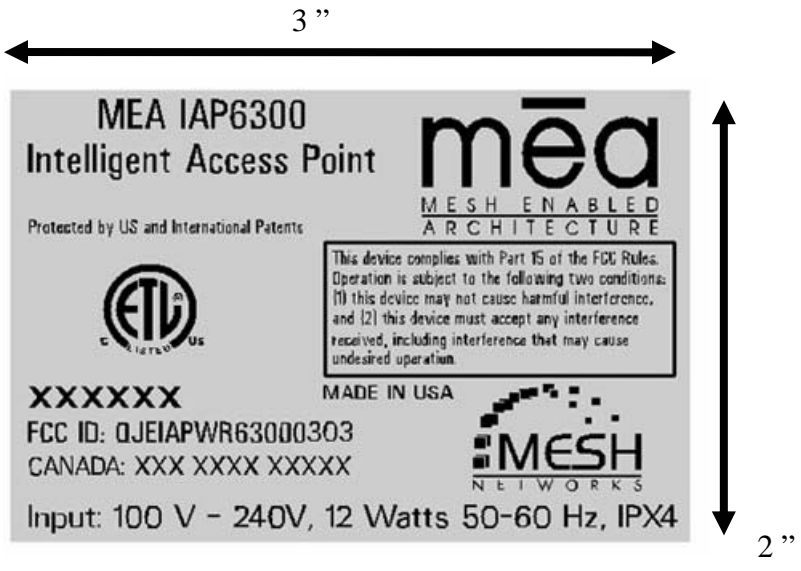 3 ”
MEA IAP6300
Intelligent Access Point
mēa
MESH ENABLED
ARCHITECTURE
Protected by US and International Patents
This device complies with Part 15 of the FCC Rules.
Operation is subject to the following two conditions:
(1) this device may not cause harmful interference,
and (2) this device must accept any interference
received, including interference that may cause
undesired operation.
ETL
C LISTED US
XXXXXX
MADE IN USA
FCC ID: QJEIAPWR63000303
CANADA: XXX XXXX XXXXX
MESH
NETWORKS
Input: 100 V - 240V, 12 Watts 50-60 Hz, IPX4
2 ”